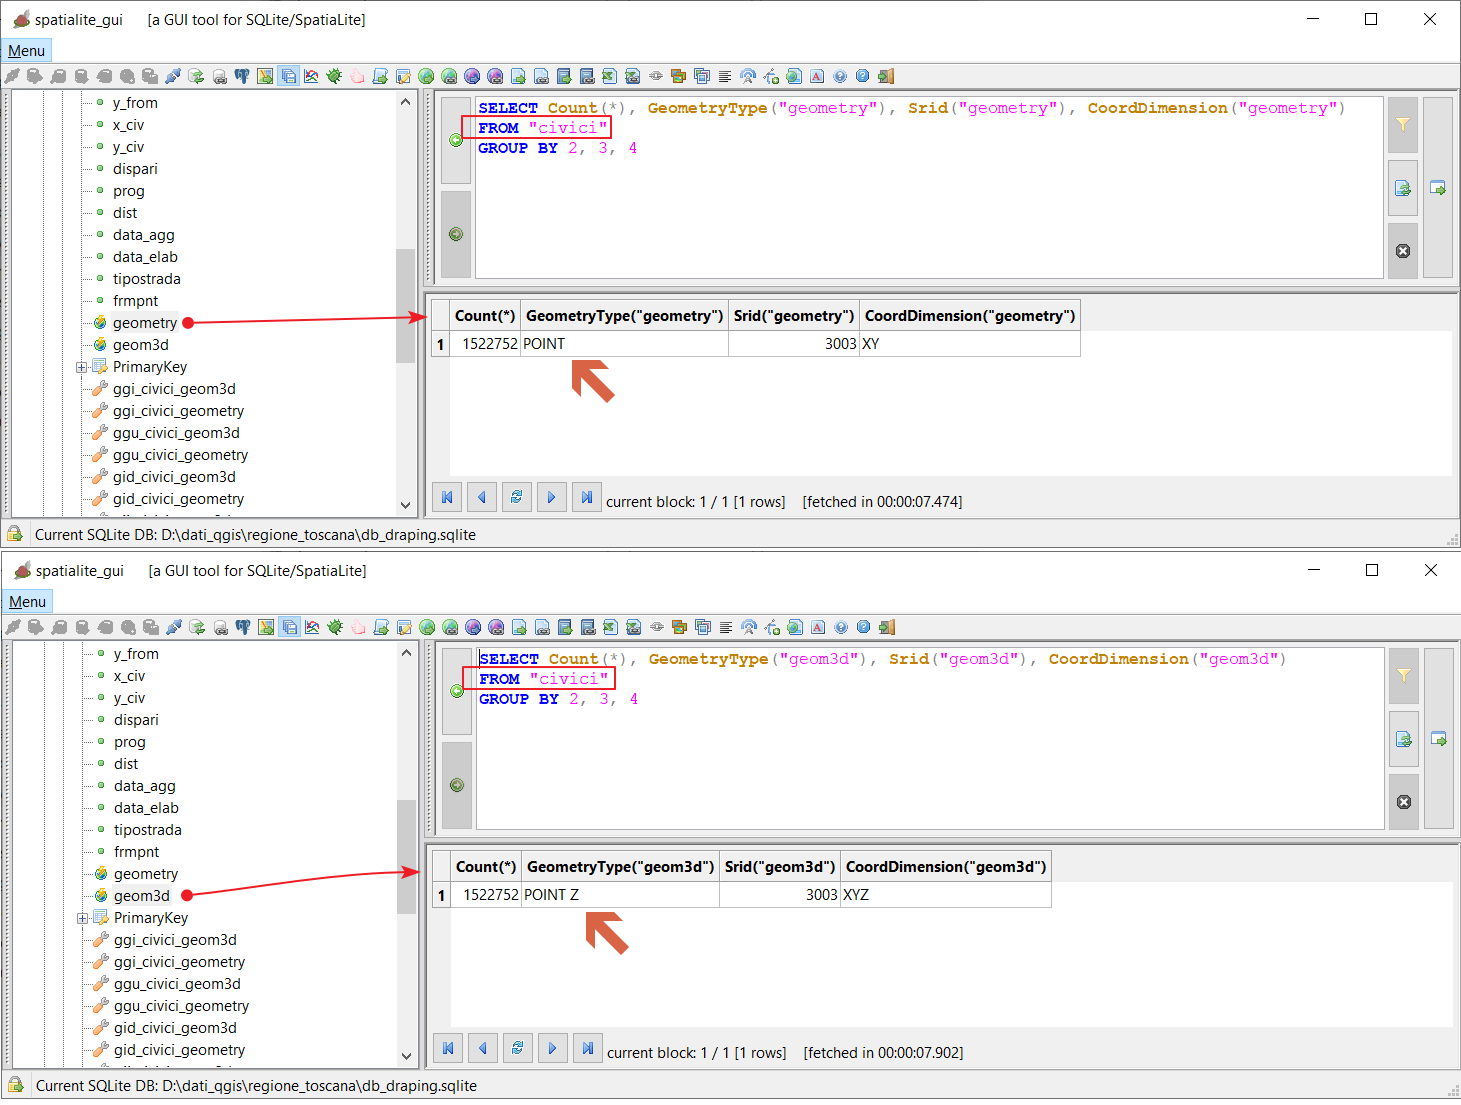 spatialite_gui [a GUI tool for SQLite/SpatiaLite]
Menu
y_from
x_civ
y_civ
dispari
prog
dist
data_agg
data_elab
tipostrada
frmpnt
geometry
geom3d
PrimaryKey
ggi_civici_geom3d
ggi_civici_geometry
ggu_civici_geom3d
ggu_civici_geometry
gid_civici_geom3d
gid_civici_geometry
SELECT Count(*), GeometryType("geometry"), Srid("geometry"), CoordDimension("geometry")
FROM "civici"
GROUP BY 2, 3, 4
Count(*) GeometryType("geometry") Srid("geometry") CoordDimension("geometry")
1 1522752 POINT 3003 XY
current block: 1 / 1 [1 rows] [fetched in 00:00:07.474]
Current SQLite DB: D:\dati_qgis\regione_toscana\db_draping.sqlite
spatialite_gui [a GUI tool for SQLite/SpatiaLite]
Menu
y_from
x_civ
y_civ
dispari
prog
dist
data_agg
data_elab
tipostrada
frmpnt
geometry
geom3d
PrimaryKey
ggi_civici_geom3d
ggi_civici_geometry
ggu_civici_geom3d
ggu_civici_geometry
gid_civici_geom3d
gid_civici_geometry
SELECT Count(*), GeometryType("geom3d"), Srid("geom3d"), CoordDimension("geom3d")
FROM "civici"
GROUP BY 2, 3, 4
Count(*) GeometryType("geom3d") Srid("geom3d") CoordDimension("geom3d")
1 1522752 POINT Z 3003 XYZ
current block: 1 / 1 [1 rows] [fetched in 00:00:07.902]
Current SQLite DB: D:\dati_qgis\regione_toscana\db_draping.sqlite